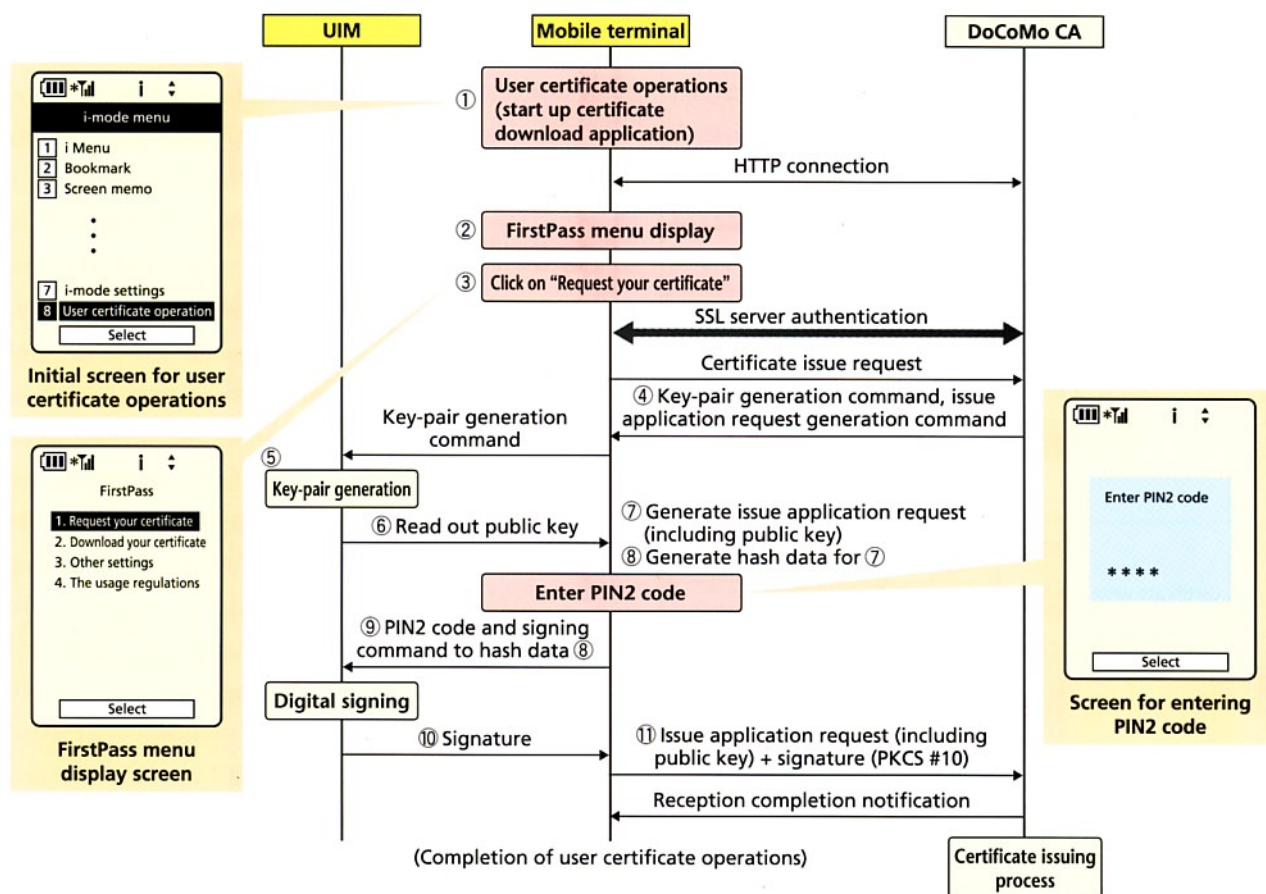 UIM
Mobile terminal
DoCoMo CA
① User certificate operations
(start up certificate
download application)
HTTP connection
② FirstPass menu display
③ Click on “Request your certificate”
SSL server authentication
Certificate issue request
④ Key-pair generation command, issue
application request generation command
Key-pair generation
command
⑤
Key-pair generation
⑥ Read out public key
⑦ Generate issue application request
(including public key)
⑧ Generate hash data for ⑦
Enter PIN2 code
⑨ PIN2 code and signing
command to hash data ⑧
Digital signing
⑩ Signature
⑪ Issue application request (including
public key) + signature (PKCS #10)
Reception completion notification
(Completion of user certificate operations)
Certificate issuing
process
i
i-mode menu
1 i Menu
2 Bookmark
3 Screen memo
7 i-mode settings
8 User certificate operation
Select
Initial screen for user
certificate operations
i
FirstPass
1. Request your certificate
2. Download your certificate
3. Other settings
4. The usage regulations
Select
FirstPass menu
display screen
i
Enter PIN2 code
****
Select
Screen for entering
PIN2 code